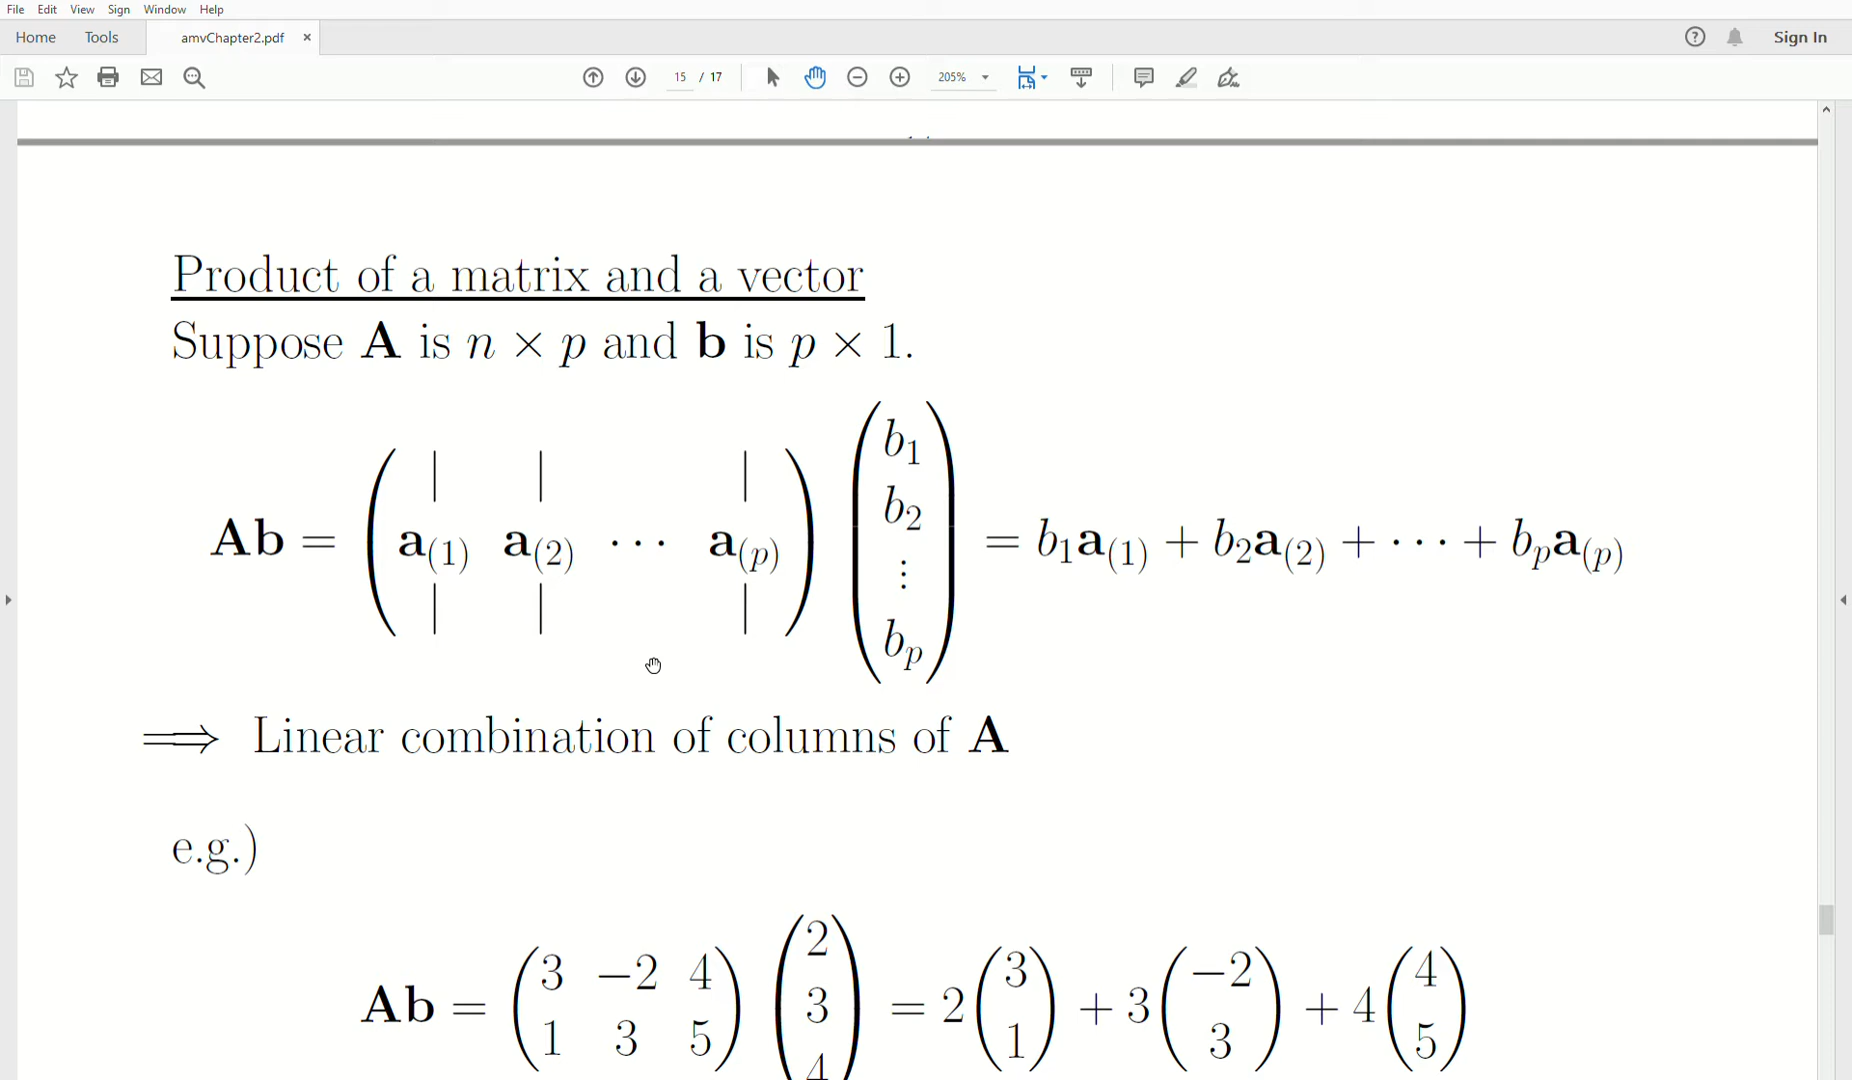 File Edit View Sign Window Help
Home Tools amvChapter2.pdf × Sign In
15 / 17 205%
Product of a matrix and a vector
Suppose A is n × p and b is p × 1.
Ab = ( a(1) a(2) ··· a(p) ) ( b1 b2 ⋮ bp ) = b1a(1) + b2a(2) + ··· + bpa(p)
⟹ Linear combination of columns of A
e.g.)
Ab = ( 3 −2 4 1 3 5 ) ( 2 3 4 ) = 2 ( 3 1 ) + 3 ( −2 3 ) + 4 ( 4 5 )